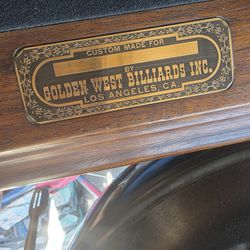 CUSTOM MADE FOR
BY
GOLDEN WEST BILLIARDS INC.
LOS ANGELES, CA.